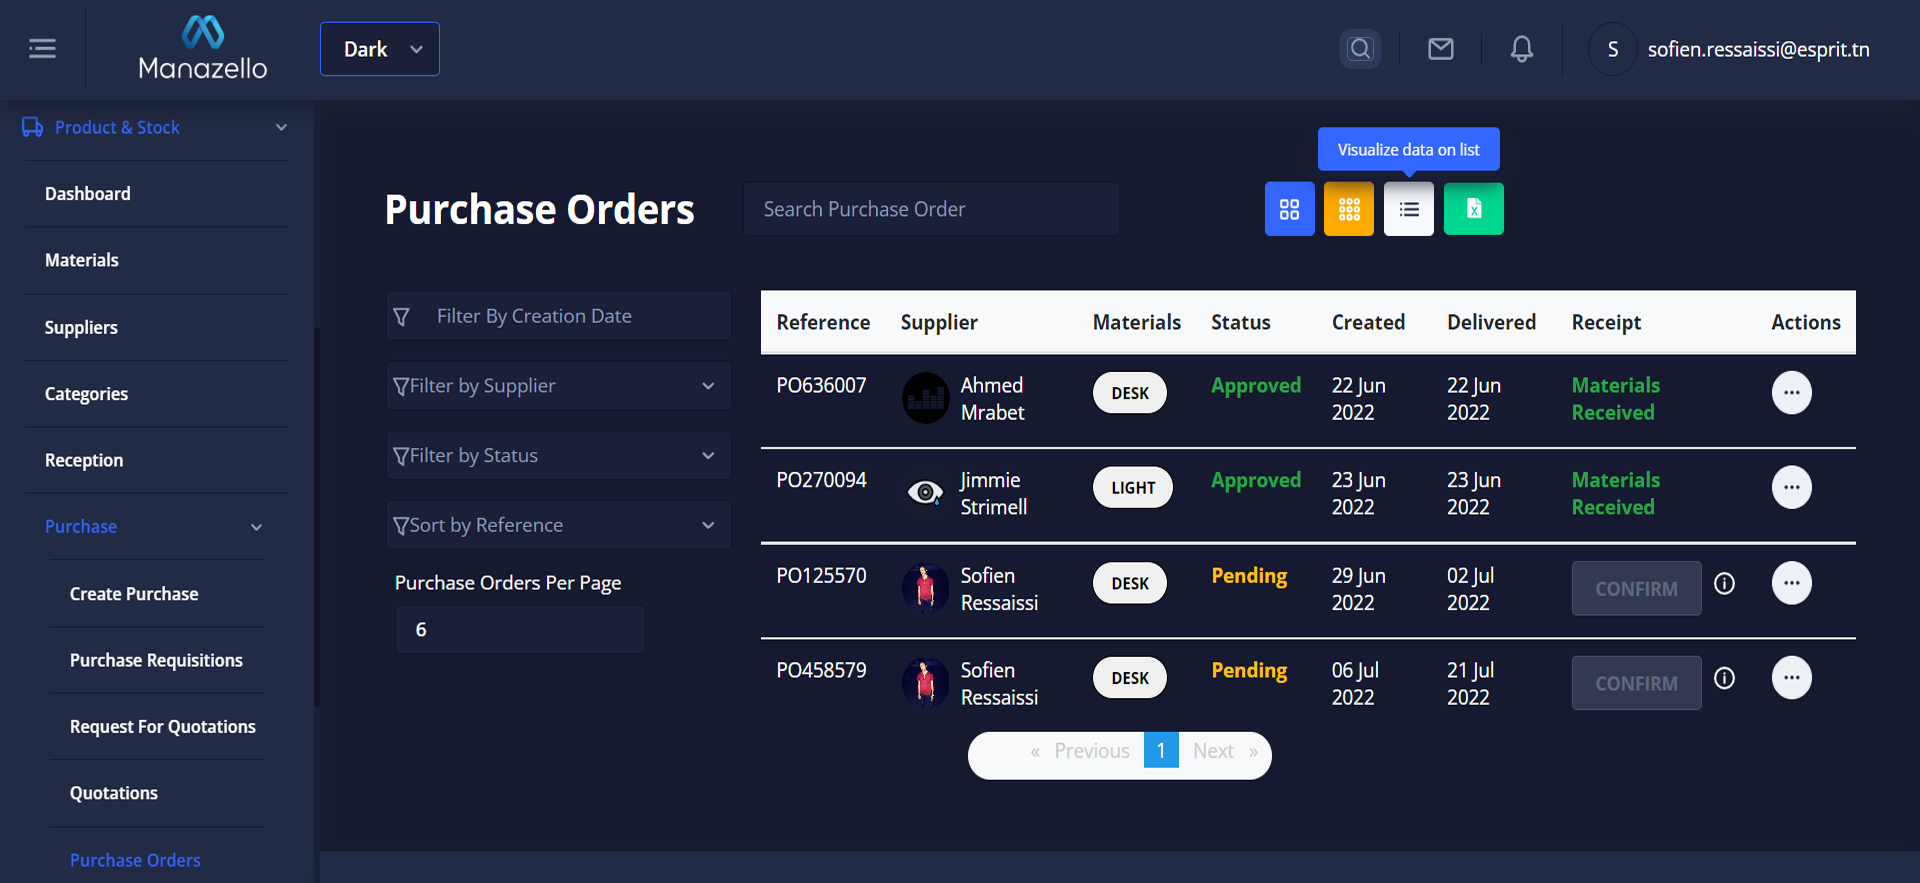 Manazello
Dark
S
sofien.ressaissi@esprit.tn
Product & Stock
Dashboard
Materials
Suppliers
Categories
Reception
Purchase
Create Purchase
Purchase Requisitions
Request For Quotations
Quotations
Purchase Orders
Visualize data on list
Purchase Orders
Search Purchase Order
X
Filter By Creation Date
Filter by Supplier
Filter by Status
Sort by Reference
Purchase Orders Per Page
6
Reference Supplier Materials Status Created Delivered Receipt Actions
PO636007 Ahmed DESK Approved 22 Jun 22 Jun Materials
Mrabet 2022 2022 Received
PO270094 Jimmie LIGHT Approved 23 Jun 23 Jun Materials
Strimell 2022 2022 Received
PO125570 Sofien DESK Pending 29 Jun 02 Jul CONFIRM
Ressaissi 2022 2022
PO458579 Sofien DESK Pending 06 Jul 21 Jul CONFIRM
Ressaissi 2022 2022
« Previous 1 Next »